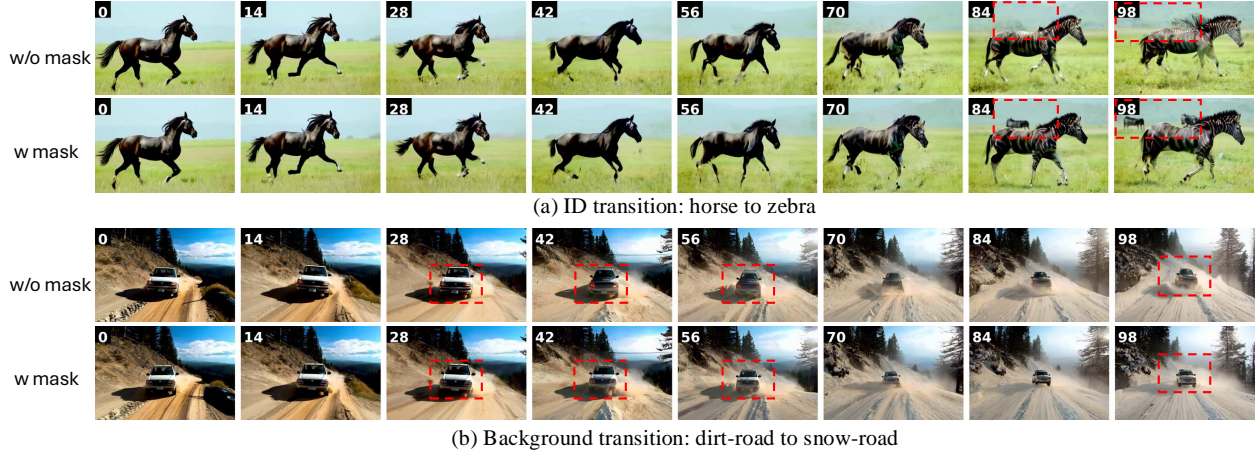 w/o mask 0 14 28 42 56 70 84 98
w mask 0 14 28 42 56 70 84 98
(a) ID transition: horse to zebra
w/o mask 0 14 28 42 56 70 84 98
w mask 0 14 28 42 56 70 84 98
(b) Background transition: dirt-road to snow-road